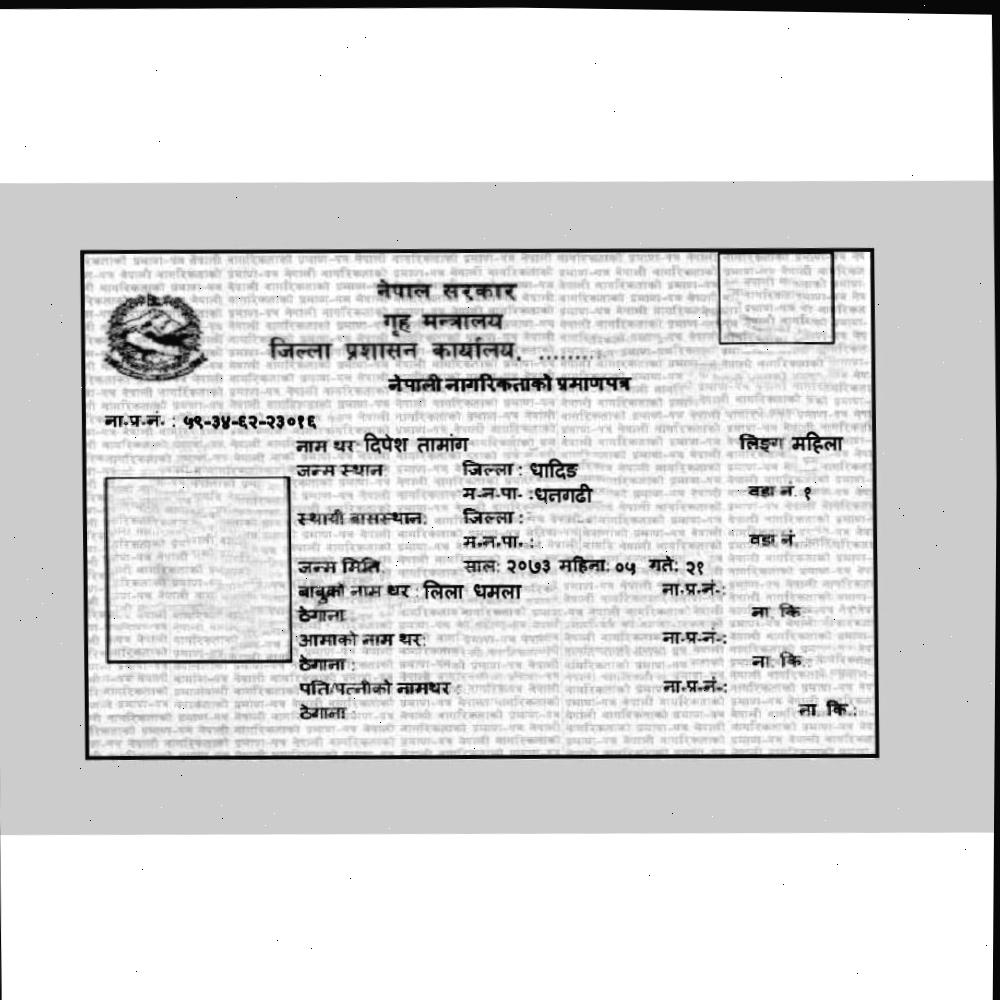 नेपाल सरकार
गृह मन्त्रालय
जिल्ला प्रशासन कार्यालय, .........
नेपाली नागरिकताको प्रमाणपत्र
ना.प्र.नं. : ५९-३४-६२-२३०१६
नाम थर दिपेश तामांग लिङ्ग महिला
जन्म स्थान जिल्ला : धादिङ
म.न.पा. :धनगढी वडा नं. १
स्थायी बासस्थान: जिल्ला :
म.न.पा. : वडा नं
जन्म मिति साल: २०७३ महिना: ०५ गते: २१
बाबुको नाम थर : लिला धमला ना.प्र.नं.:
ठेगाना ना. कि
आमाको नाम थर: ना.प्र.नं.:
ठेगाना : ना. कि.:
पति/पत्नीको नामथर : ना.प्र.नं.:
ठेगाना : ना. कि.: